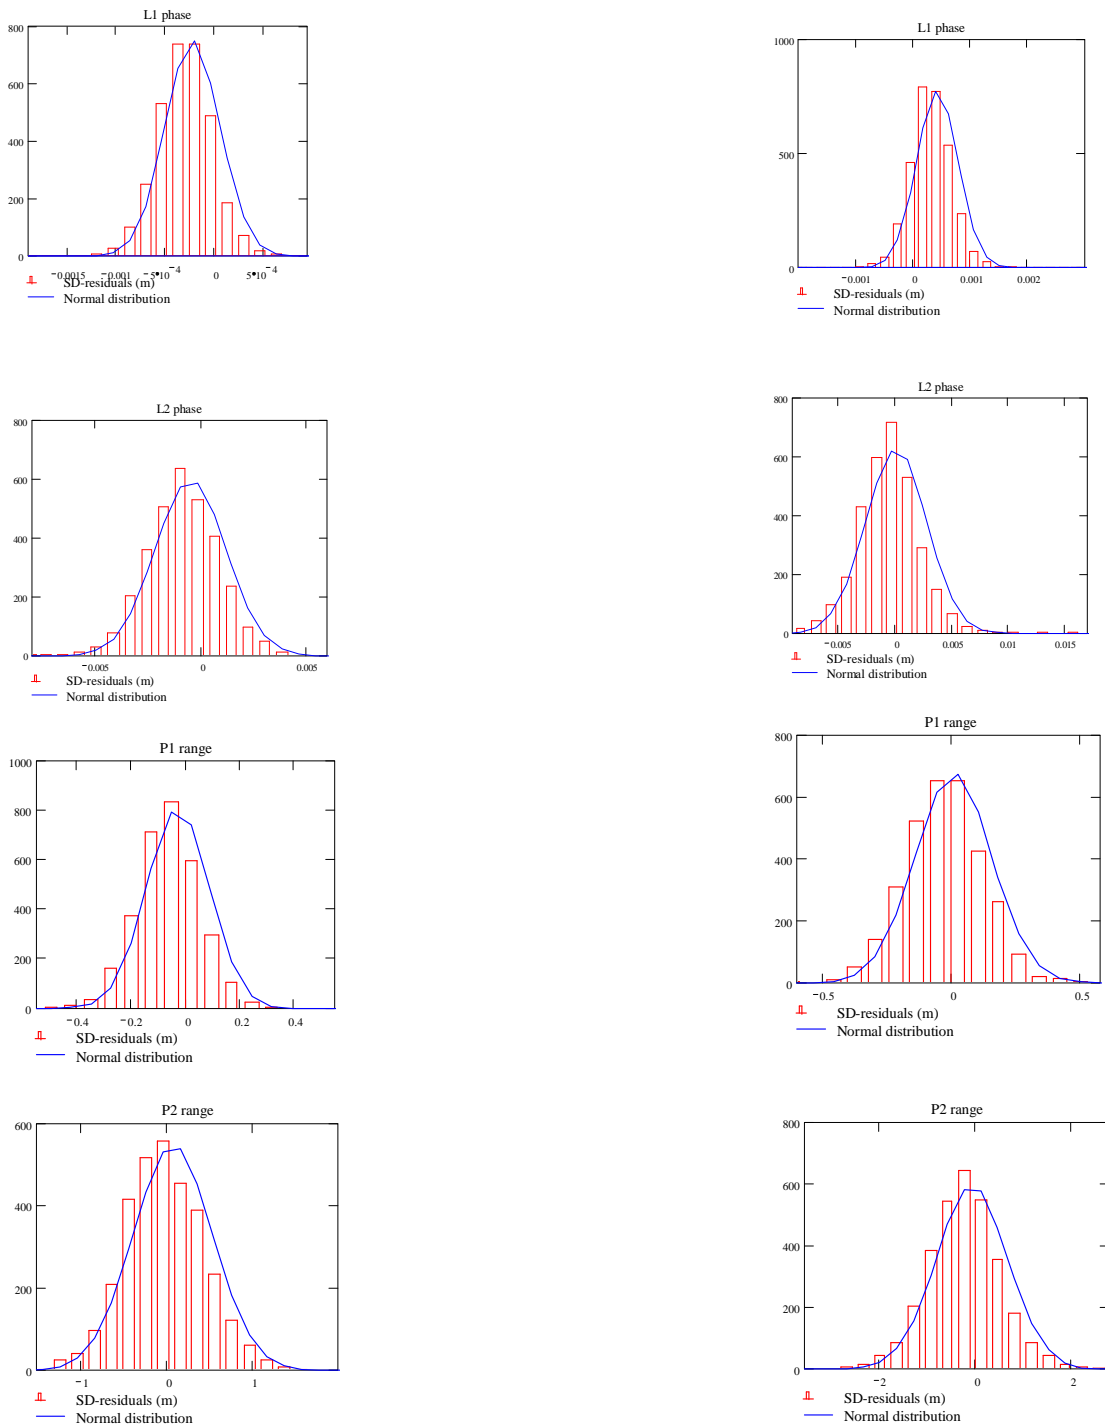 L1 phase
800
600
400
200
0
−0.0015 −0.001 −5•10−4 0 5•10−4
SD-residuals (m)
Normal distribution
L1 phase
1000
500
0
−0.001 0 0.001 0.002
SD-residuals (m)
Normal distribution
L2 phase
800
600
400
200
0
−0.005 0 0.005
SD-residuals (m)
Normal distribution
L2 phase
800
600
400
200
0
−0.005 0 0.005 0.01 0.015
SD-residuals (m)
Normal distribution
P1 range
1000
800
600
400
200
0
−0.4 −0.2 0 0.2 0.4
SD-residuals (m)
Normal distribution
P1 range
800
600
400
200
0
−0.5 0 0.5
SD-residuals (m)
Normal distribution
P2 range
600
400
200
0
−1 0 1
SD-residuals (m)
Normal distribution
P2 range
800
600
400
200
0
−2 0 2
SD-residuals (m)
Normal distribution